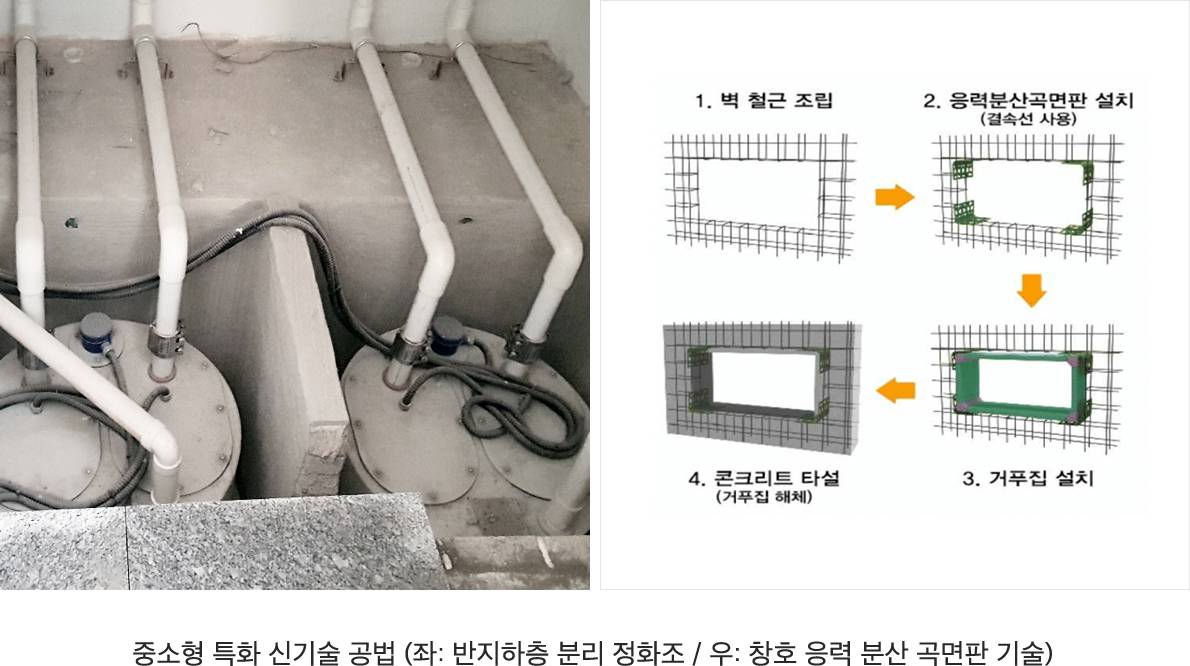 1. 벽 철근 조립
2. 응력분산곡면판 설치
(결속선 사용)
4. 콘크리트 타설
(거푸집 해체)
3. 거푸집 설치
중소형 특화 신기술 공법 (좌: 반지하층 분리 정화조 / 우: 창호 응력 분산 곡면판 기술)